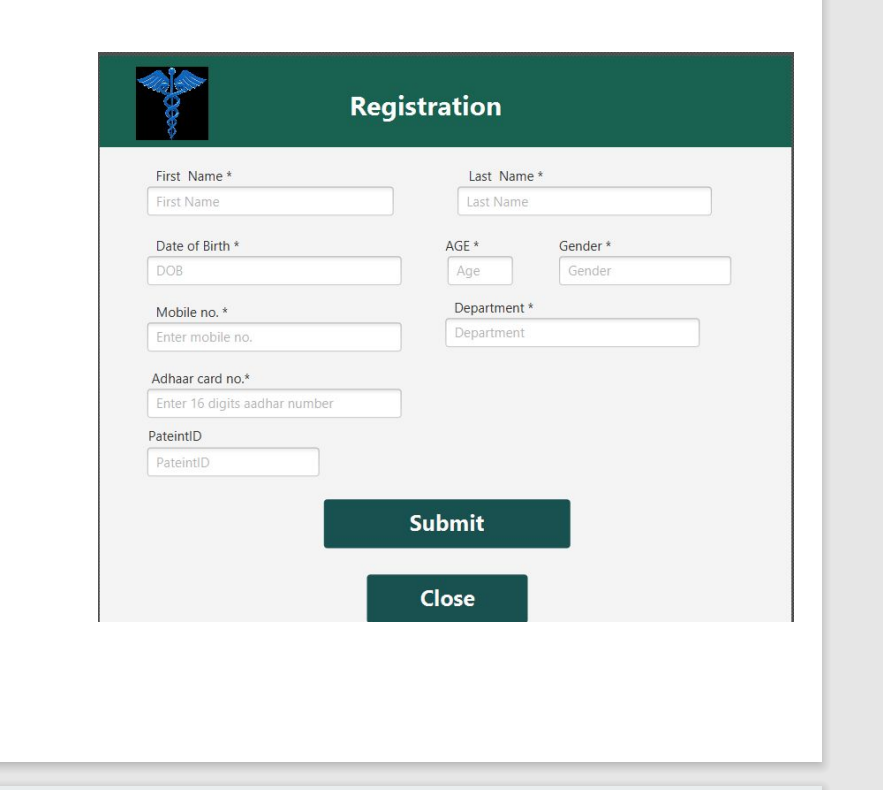 Registration
First Name * Last Name *
First Name Last Name
Date of Birth * AGE * Gender *
DOB Age Gender
Mobile no. * Department *
Enter mobile no. Department
Adhaar card no.*
Enter 16 digits aadhar number
PateintID
PateintID
Submit
Close